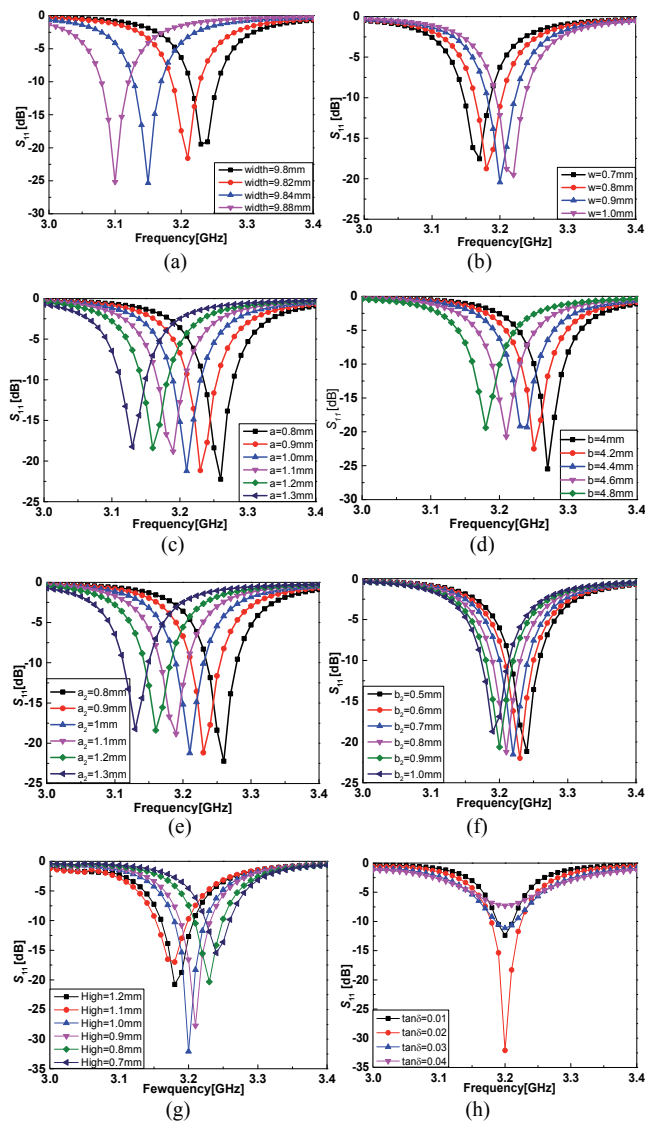 0
-5
-10
-15
-20
-25
-30
S11 [dB]
width=9.8mm
width=9.82mm
width=9.84mm
width=9.88mm
3.0 3.1 3.2 3.3 3.4
Frequency[GHz]
(a)
0
-5
-10
-15
-20
-25
S11 [dB]
w=0.7mm
w=0.8mm
w=0.9mm
w=1.0mm
3.0 3.1 3.2 3.3 3.4
Frequency[GHz]
(b)
0
-5
-10
-15
-20
-25
S11 [dB]
a=0.8mm
a=0.9mm
a=1.0mm
a=1.1mm
a=1.2mm
a=1.3mm
3.0 3.1 3.2 3.3 3.4
Frequency[GHz]
(c)
0
-5
-10
-15
-20
-25
-30
S11 [dB]
b=4mm
b=4.2mm
b=4.4mm
b=4.6mm
b=4.8mm
3.0 3.1 3.2 3.3 3.4
Frequency[GHz]
(d)
0
-5
-10
-15
-20
-25
S11 [dB]
a2=0.8mm
a2=0.9mm
a2=1mm
a2=1.1mm
a2=1.2mm
a2=1.3mm
3.0 3.1 3.2 3.3 3.4
Frequency[GHz]
(e)
0
-5
-10
-15
-20
-25
S11 [dB]
b2=0.5mm
b2=0.6mm
b2=0.7mm
b2=0.8mm
b2=0.9mm
b2=1.0mm
3.0 3.1 3.2 3.3 3.4
Frequency[GHz]
(f)
0
-5
-10
-15
-20
-25
-30
-35
S11 [dB]
High=1.2mm
High=1.1mm
High=1.0mm
High=0.9mm
High=0.8mm
High=0.7mm
3.0 3.1 3.2 3.3 3.4
Fewquency[GHz]
(g)
0
-5
-10
-15
-20
-25
-30
-35
S11 [dB]
tanδ=0.01
tanδ=0.02
tanδ=0.03
tanδ=0.04
3.0 3.1 3.2 3.3 3.4
Frequency[GHz]
(h)